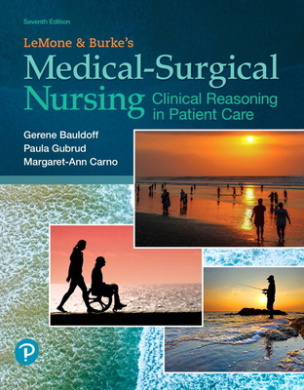 Seventh Edition
LeMone & Burke's
Medical-Surgical
Nursing
Clinical Reasoning
in Patient Care
Gerene Bauldoff
Paula Gubrud
Margaret-Ann Carno
P